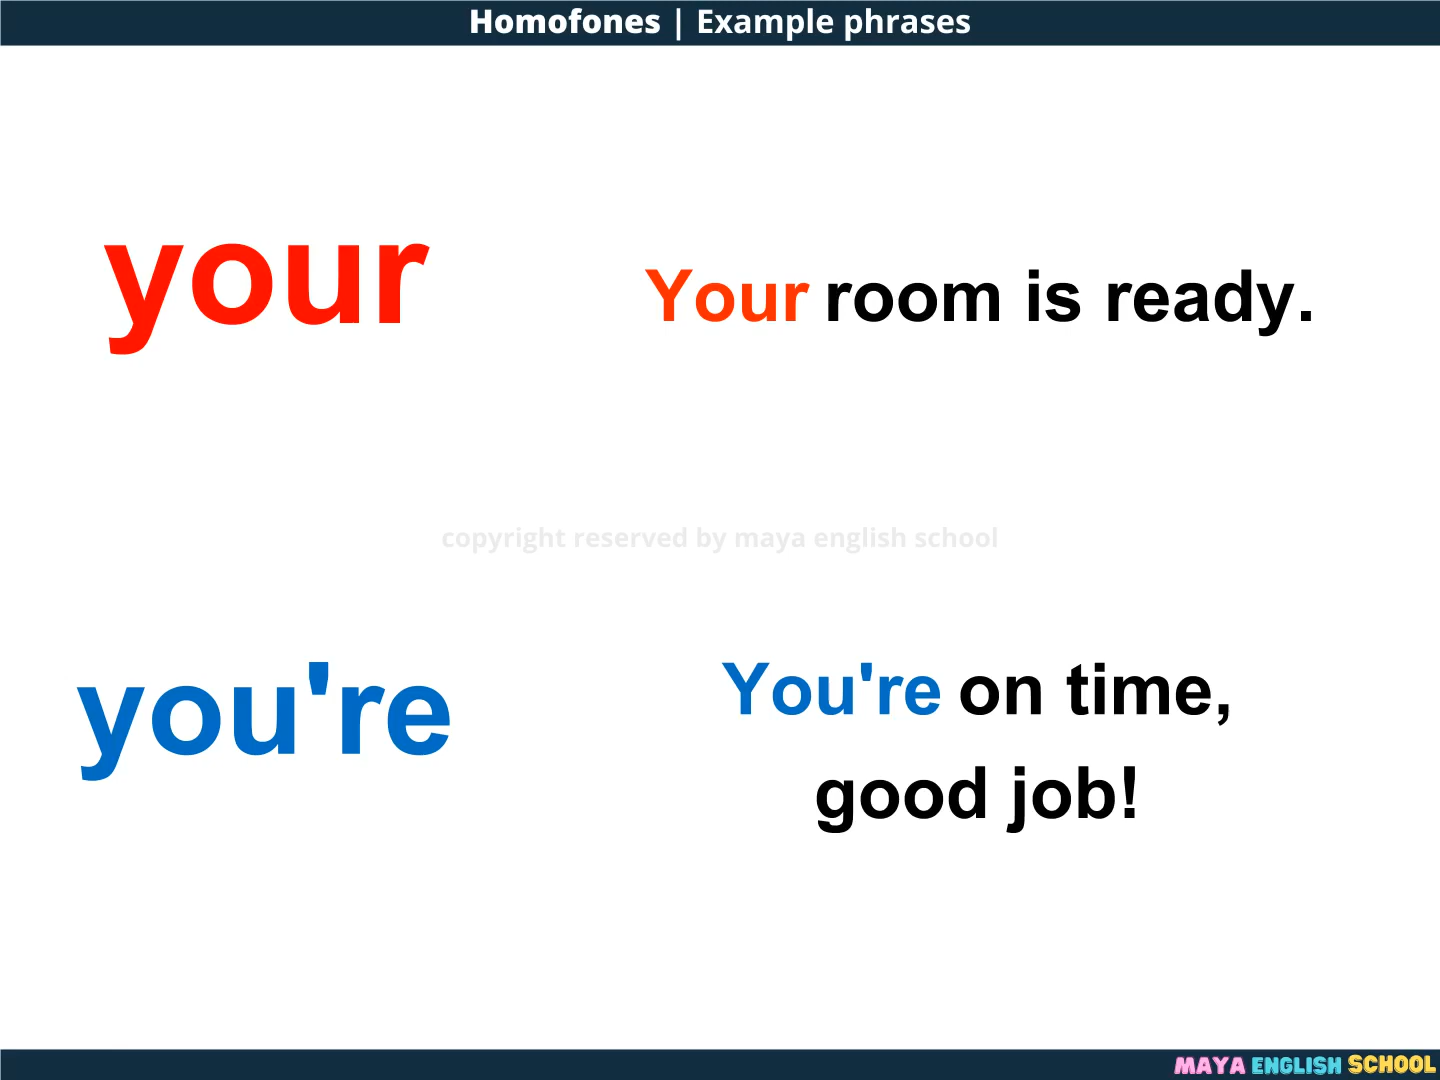 Homofones | Example phrases
your
Your room is ready.
copyright reserved by maya english school
you're
You're on time,
good job!
MAYA ENGLISH SCHOOL